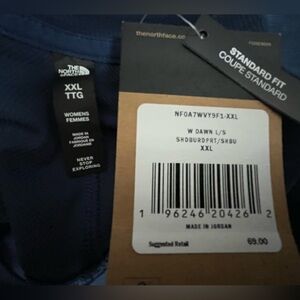 THE
NORTH
FACE
XXL
TTG
WOMENS
FEMMES
MADE IN
JORDAN
FABRIQUÉ EN
JORDANIE
NEVER
STOP
EXPLORING
thenorthface.com
STANDARD FIT
COUPE STANDARD
NF0A7WVY9F1-XXL
W DAWN L/S
SHDBURDPRT/SHBU
XXL
1 96246 20426 2
MADE IN JORDAN
Suggested Retail 69.00